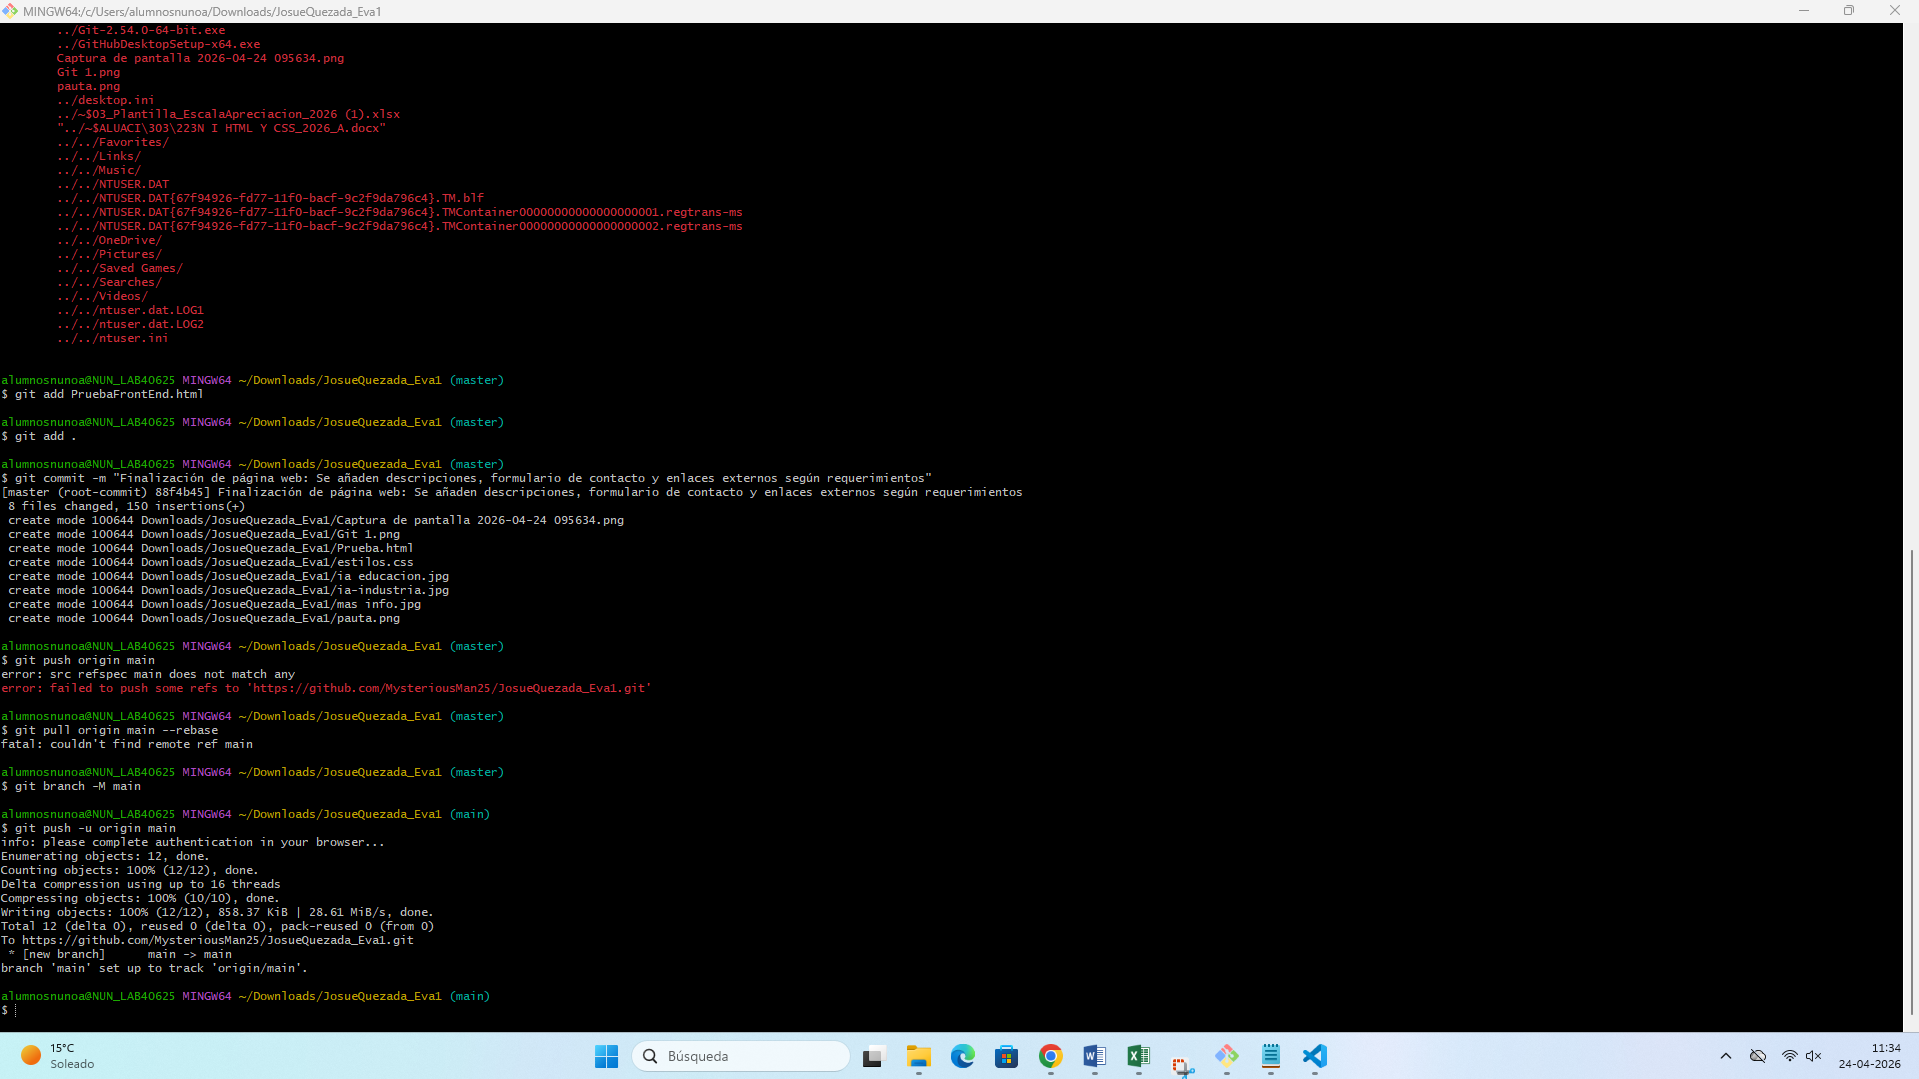 MINGW64:/c/Users/alumnosnunoa/Downloads/JosueQuezada_Eva1
../Git-2.54.0-64-bit.exe
../GitHubDesktopSetup-x64.exe
Captura de pantalla 2026-04-24 095634.png
Git 1.png
pauta.png
../desktop.ini
../~$03_Plantilla_EscalaApreciacion_2026 (1).xlsx
"../~$ALUACI\303\223N I HTML Y CSS_2026_A.docx"
../../Favorites/
../../Links/
../../Music/
../../NTUSER.DAT
../../NTUSER.DAT{67f94926-fd77-11f0-bacf-9c2f9da796c4}.TM.blf
../../NTUSER.DAT{67f94926-fd77-11f0-bacf-9c2f9da796c4}.TMContainer00000000000000000001.regtrans-ms
../../NTUSER.DAT{67f94926-fd77-11f0-bacf-9c2f9da796c4}.TMContainer00000000000000000002.regtrans-ms
../../OneDrive/
../../Pictures/
../../Saved Games/
../../Searches/
../../Videos/
../../ntuser.dat.LOG1
../../ntuser.dat.LOG2
../../ntuser.ini
alumnosnunoa@NUN_LAB40625 MINGW64 ~/Downloads/JosueQuezada_Eva1 (master)
$ git add PruebaFrontEnd.html
alumnosnunoa@NUN_LAB40625 MINGW64 ~/Downloads/JosueQuezada_Eva1 (master)
$ git add .
alumnosnunoa@NUN_LAB40625 MINGW64 ~/Downloads/JosueQuezada_Eva1 (master)
$ git commit -m "Finalización de página web: Se añaden descripciones, formulario de contacto y enlaces externos según requerimientos"
[master (root-commit) 88f4b45] Finalización de página web: Se añaden descripciones, formulario de contacto y enlaces externos según requerimientos
8 files changed, 150 insertions(+)
create mode 100644 Downloads/JosueQuezada_Eva1/Captura de pantalla 2026-04-24 095634.png
create mode 100644 Downloads/JosueQuezada_Eva1/Git 1.png
create mode 100644 Downloads/JosueQuezada_Eva1/Prueba.html
create mode 100644 Downloads/JosueQuezada_Eva1/estilos.css
create mode 100644 Downloads/JosueQuezada_Eva1/ia educacion.jpg
create mode 100644 Downloads/JosueQuezada_Eva1/ia-industria.jpg
create mode 100644 Downloads/JosueQuezada_Eva1/mas info.jpg
create mode 100644 Downloads/JosueQuezada_Eva1/pauta.png
alumnosnunoa@NUN_LAB40625 MINGW64 ~/Downloads/JosueQuezada_Eva1 (master)
$ git push origin main
error: src refspec main does not match any
error: failed to push some refs to 'https://github.com/MysteriousMan25/JosueQuezada_Eva1.git'
alumnosnunoa@NUN_LAB40625 MINGW64 ~/Downloads/JosueQuezada_Eva1 (master)
$ git pull origin main --rebase
fatal: couldn't find remote ref main
alumnosnunoa@NUN_LAB40625 MINGW64 ~/Downloads/JosueQuezada_Eva1 (master)
$ git branch -M main
alumnosnunoa@NUN_LAB40625 MINGW64 ~/Downloads/JosueQuezada_Eva1 (main)
$ git push -u origin main
info: please complete authentication in your browser...
Enumerating objects: 12, done.
Counting objects: 100% (12/12), done.
Delta compression using up to 16 threads
Compressing objects: 100% (10/10), done.
Writing objects: 100% (12/12), 858.37 KiB | 28.61 MiB/s, done.
Total 12 (delta 0), reused 0 (delta 0), pack-reused 0 (from 0)
To https://github.com/MysteriousMan25/JosueQuezada_Eva1.git
* [new branch]      main -> main
branch 'main' set up to track 'origin/main'.
alumnosnunoa@NUN_LAB40625 MINGW64 ~/Downloads/JosueQuezada_Eva1 (main)
$
15°C
Soleado
Búsqueda
11:34
24-04-2026